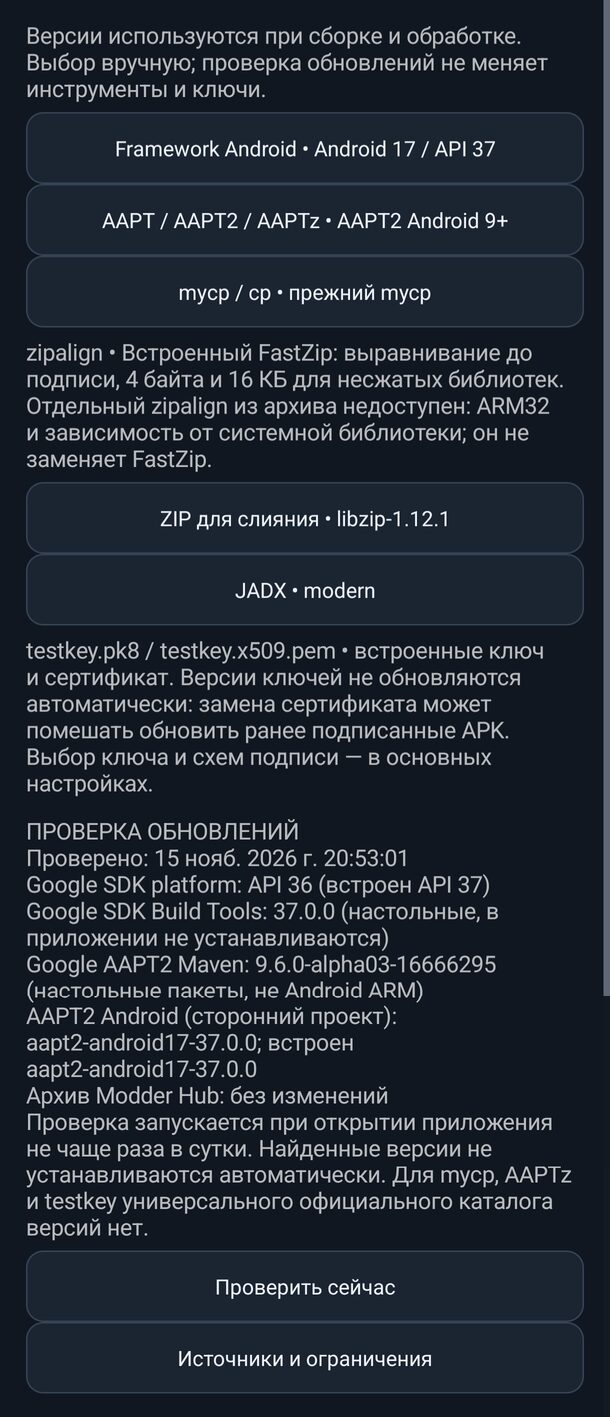 Версии используются при сборке и обработке.
Выбор вручную; проверка обновлений не меняет
инструменты и ключи.
Framework Android • Android 17 / API 37
AAPT / AAPT2 / AAPTz • AAPT2 Android 9+
mycp / cp • прежний mycp
zipalign • Встроенный FastZip: выравнивание до
подписи, 4 байта и 16 КБ для несжатых библиотек.
Отдельный zipalign из архива недоступен: ARM32
и зависимость от системной библиотеки; он не
заменяет FastZip.
ZIP для слияния • libzip-1.12.1
JADX • modern
testkey.pk8 / testkey.x509.pem • встроенные ключ
и сертификат. Версии ключей не обновляются
автоматически: замена сертификата может
помешать обновить ранее подписанные APK.
Выбор ключа и схем подписи — в основных
настройках.
ПРОВЕРКА ОБНОВЛЕНИЙ
Проверено: 15 нояб. 2026 г. 20:53:01
Google SDK platform: API 36 (встроен API 37)
Google SDK Build Tools: 37.0.0 (настольные, в
приложении не устанавливаются)
Google AAPT2 Maven: 9.6.0-alpha03-16666295
(настольные пакеты, не Android ARM)
AAPT2 Android (сторонний проект):
aapt2-android17-37.0.0; встроен
aapt2-android17-37.0.0
Архив Modder Hub: без изменений
Проверка запускается при открытии приложения
не чаще раза в сутки. Найденные версии не
устанавливаются автоматически. Для mycp, AAPTz
и testkey универсального официального каталога
версий нет.
Проверить сейчас
Источники и ограничения